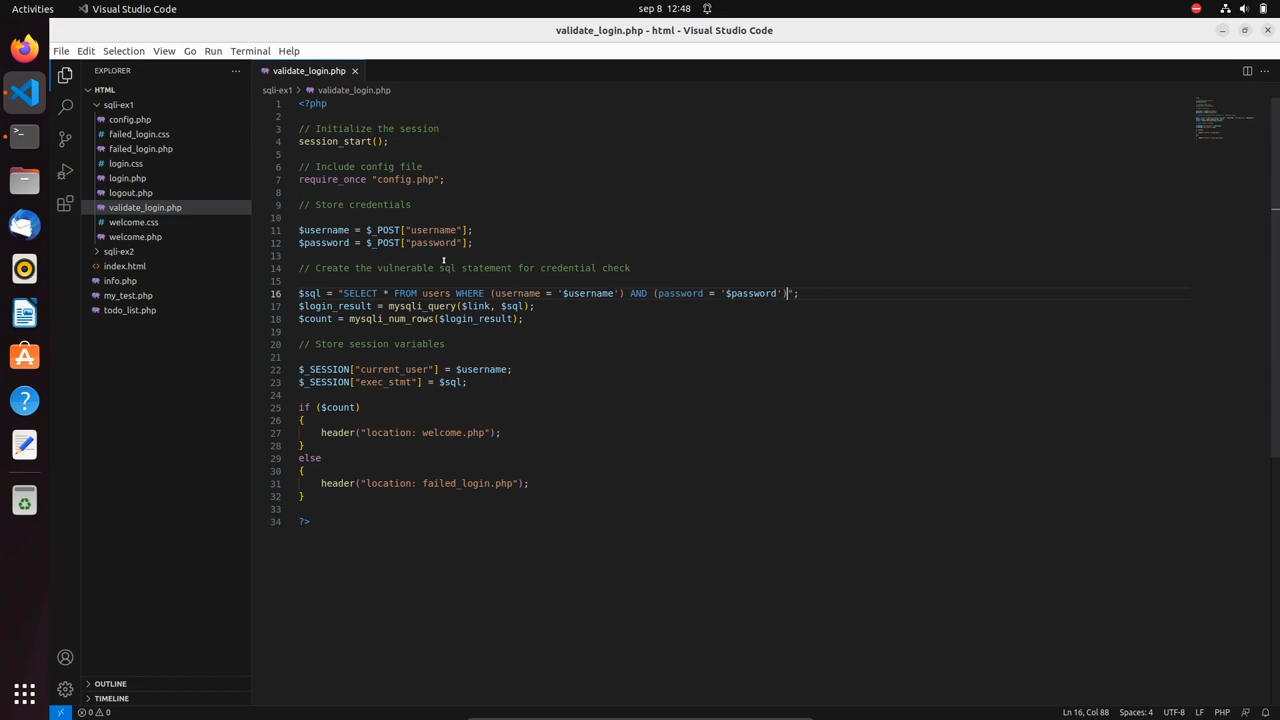 Activities
Visual Studio Code
sep 8 12:48
validate_login.php - html - Visual Studio Code
File Edit Selection View Go Run Terminal Help
EXPLORER
HTML
sqli-ex1
config.php
failed_login.css
failed_login.php
login.css
login.php
logout.php
validate_login.php
welcome.css
welcome.php
sqli-ex2
index.html
info.php
my_test.php
todo_list.php
OUTLINE
TIMELINE
validate_login.php
sqli-ex1 > validate_login.php
1 <?php
2
3 // Initialize the session
4 session_start();
5
6 // Include config file
7 require_once "config.php";
8
9 // Store credentials
10
11 $username = $_POST["username"];
12 $password = $_POST["password"];
13
14 // Create the vulnerable sql statement for credential check
15
16 $sql = "SELECT * FROM users WHERE (username = '$username') AND (password = '$password')";
17 $login_result = mysqli_query($link, $sql);
18 $count = mysqli_num_rows($login_result);
19
20 // Store session variables
21
22 $_SESSION["current_user"] = $username;
23 $_SESSION["exec_stmt"] = $sql;
24
25 if ($count)
26 {
27 header("location: welcome.php");
28 }
29 else
30 {
31 header("location: failed_login.php");
32 }
33
34 ?>
0 0
Ln 16, Col 88 Spaces: 4 UTF-8 LF PHP